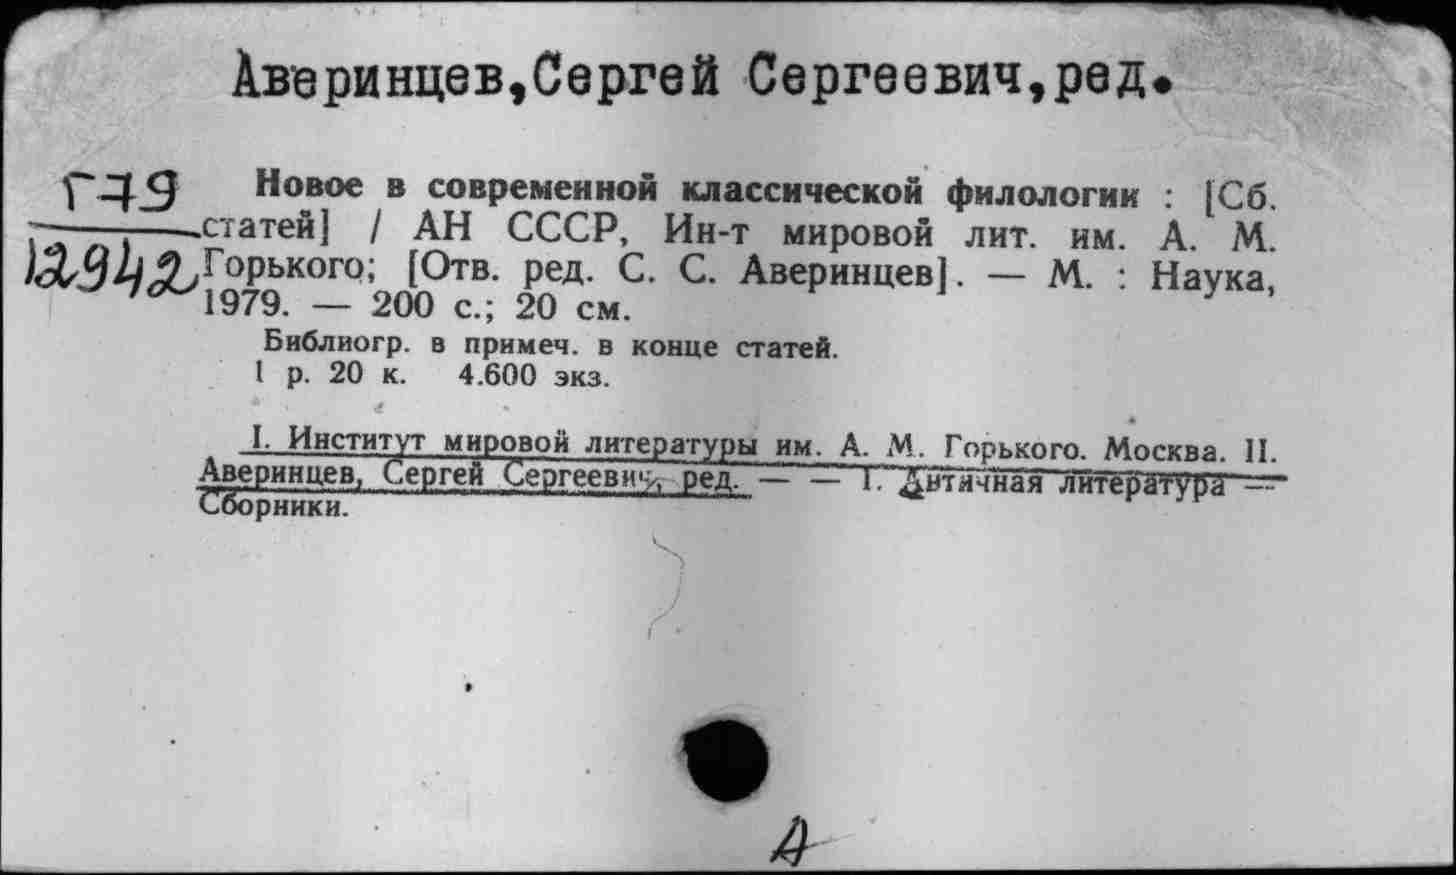 Аверинцев,Сергей Сергеевич,ред.
Г79
12942
Новое в современной классической филологии : [Сб.
статей] / АН СССР, Ин-т мировой лит. им. А. М.
Горького; [Отв. ред. С. С. Аверинцев]. — М. : Наука,
1979. — 200 с.; 20 см.
Библиогр. в примеч. в конце статей.
1 р. 20 к. 4.600 экз.
I. Институт мировой литературы им. А. М. Горького. Москва. II.
Аверинцев, Сергей Сергеевич, ред. — — 1. Античная литература —
Сборники.
А